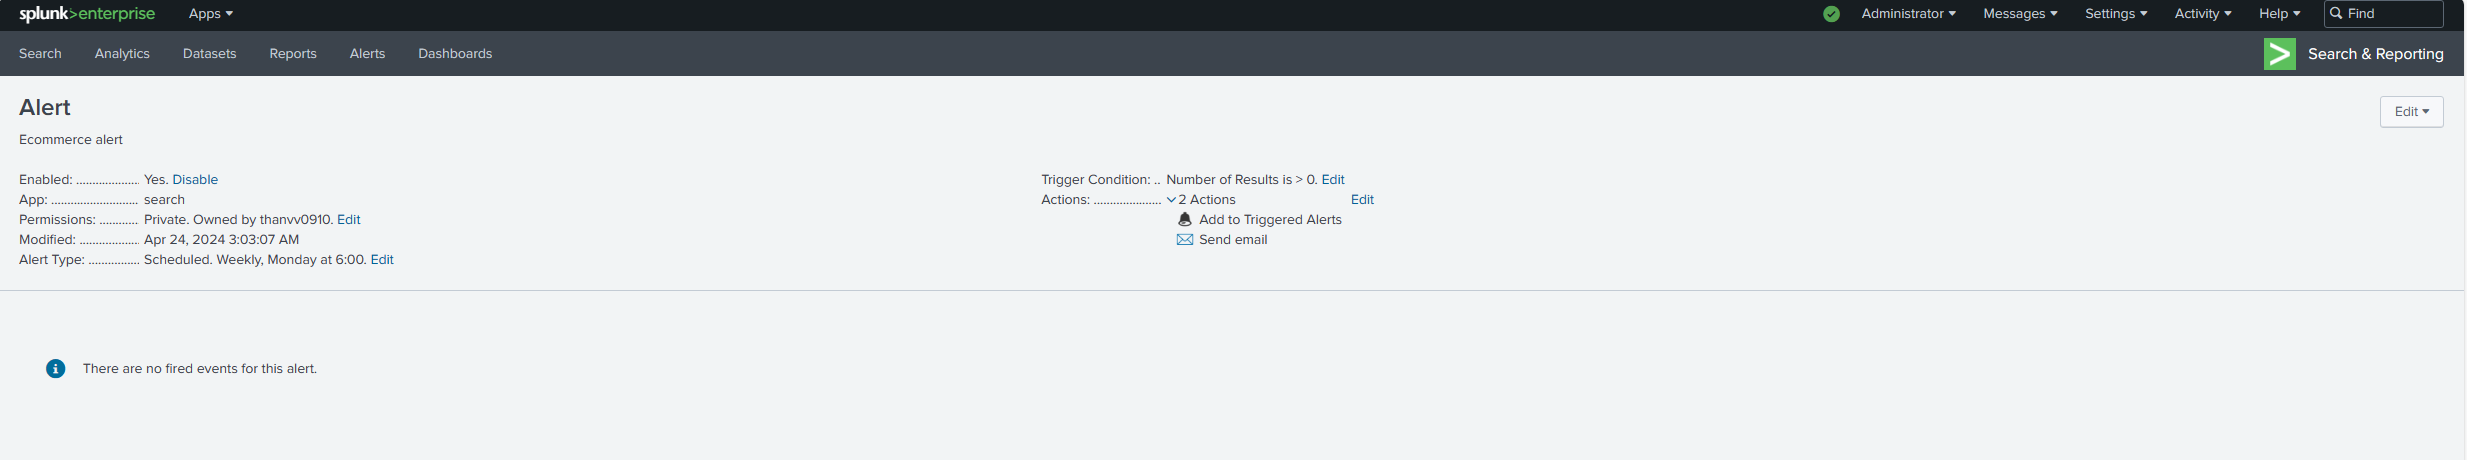 splunk>enterprise Apps Administrator Messages Settings Activity Help Find
Search Analytics Datasets Reports Alerts Dashboards Search & Reporting
Alert
Edit
Ecommerce alert
Enabled: .................... Yes. Disable
App: ........................... search
Permissions: ............ Private. Owned by thanvv0910. Edit
Modified: ................... Apr 24, 2024 3:03:07 AM
Alert Type: ................ Scheduled. Weekly, Monday at 6:00. Edit
Trigger Condition: .. Number of Results is > 0. Edit
Actions: ..................... 2 Actions Edit
Add to Triggered Alerts
Send email
There are no fired events for this alert.